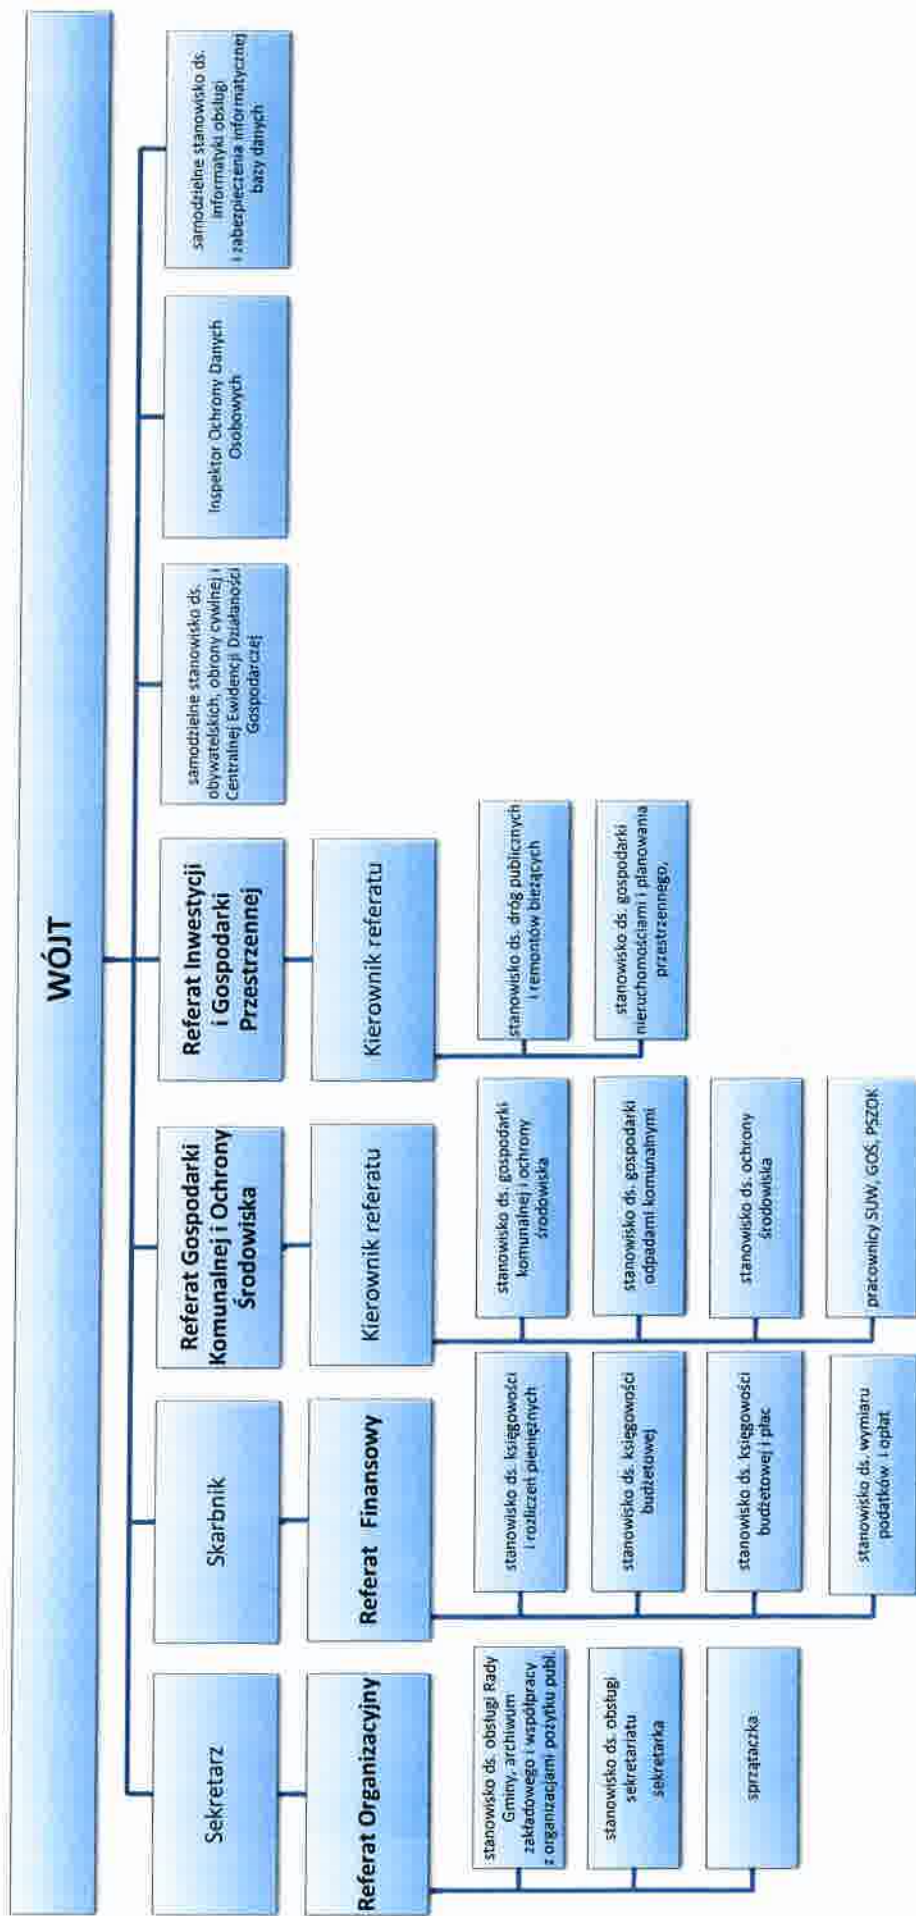 WÓJT
Sekretarz
Skarbnik
Referat Gospodarki
Komunalnej i Ochrony
Środowiska
Referat Inwestycji
i Gospodarki
Przestrzennej
samodzielne stanowisko ds.
obywatelskich, obrony cywilnej i
Centralnej Ewidencji Działaności
Gospodarczej
Inspektor Ochrony Danych
Osobowych
samodzielne stanowisko ds.
informatyki obsługi
i zabezpieczenia informatycznej
bazy danych
Referat Organizacyjny
Referat Finansowy
Kierownik referatu
Kierownik referatu
stanowisko ds. obsługi Rady
Gminy, archiwum
zakładowego i współpracy
z organizacjami pożytku publ.
stanowisko ds. obsługi
sekretariatu
sekretarka
sprzątaczka
stanowisko ds. księgowości
i rozliczeń pieniężnych
stanowisko ds. księgowości
budżetowej
stanowisko ds. księgowości
budżetowej i płac
stanowisko ds. wymiaru
podatków i opłat
stanowisko ds. gospodarki
komunalnej i ochrony
środowiska
stanowisko ds. gospodarki
odpadami komunalnymi
stanowisko ds. ochrony
środowiska
pracownicy SUW, GOŚ, PSZOK
stanowisko ds. dróg publicznych
i remontów bieżących
stanowisko ds. gospodarki
nieruchomościami i planowania
przestrzennego,